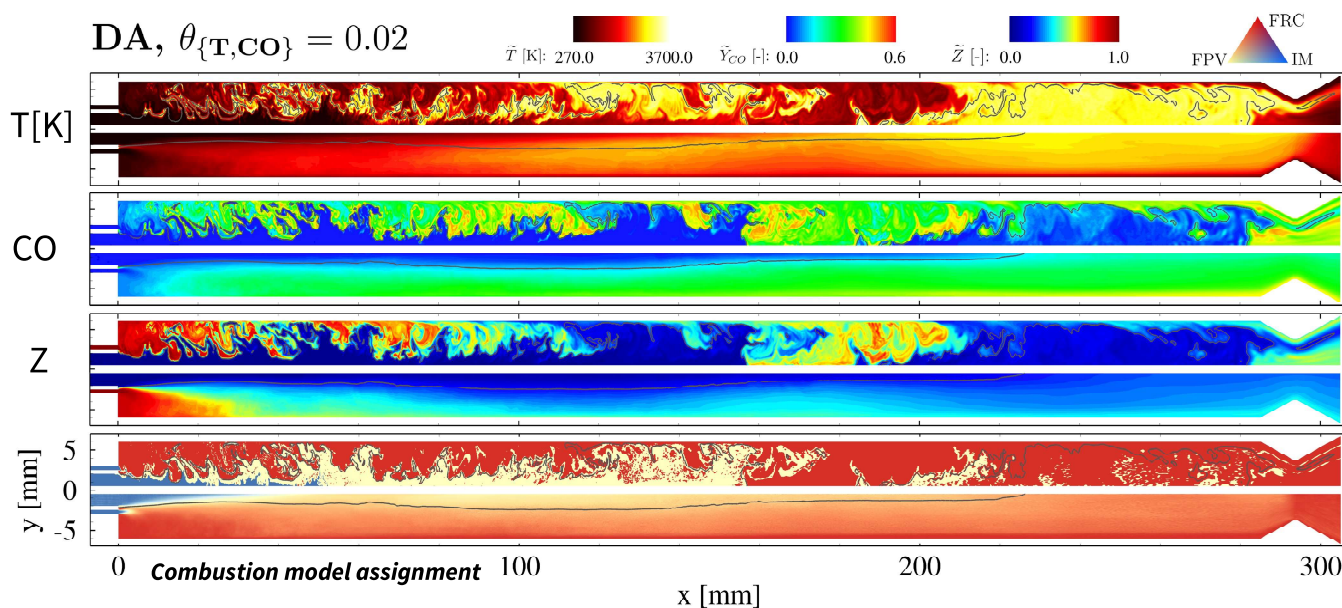 DA, θ{T,CO} = 0.02
T̃ [K]: 270.0 3700.0
Ỹ_CO [-]: 0.0 0.6
Z̃ [-]: 0.0 1.0
FRC
FPV IM
T[K]
CO
Z
y [mm]
5
0
-5
0 100 200 300
Combustion model assignment
x [mm]